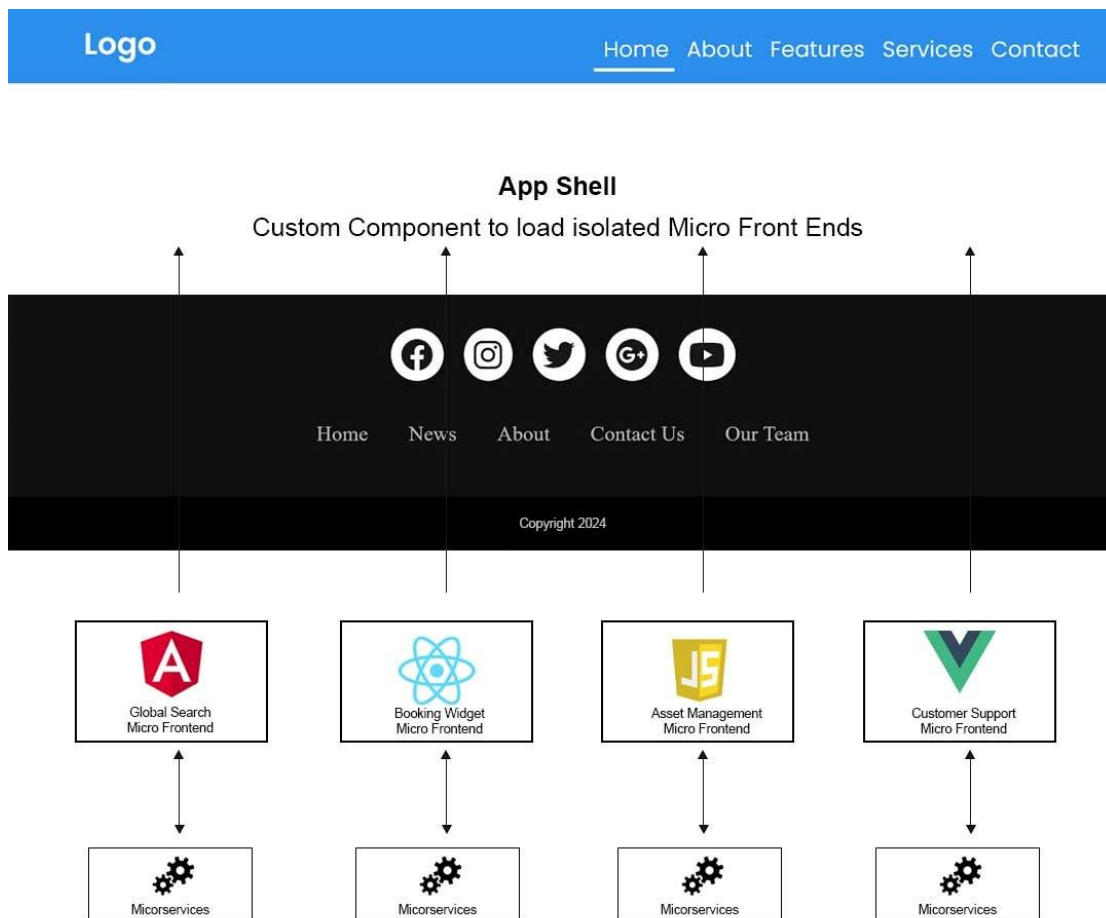 Logo
Home About Features Services Contact
App Shell
Custom Component to load isolated Micro Front Ends
Home News About Contact Us Our Team
Copyright 2024
Global Search
Micro Frontend
Booking Widget
Micro Frontend
JS
Asset Management
Micro Frontend
Customer Support
Micro Frontend
Micorservices
Micorservices
Micorservices
Micorservices